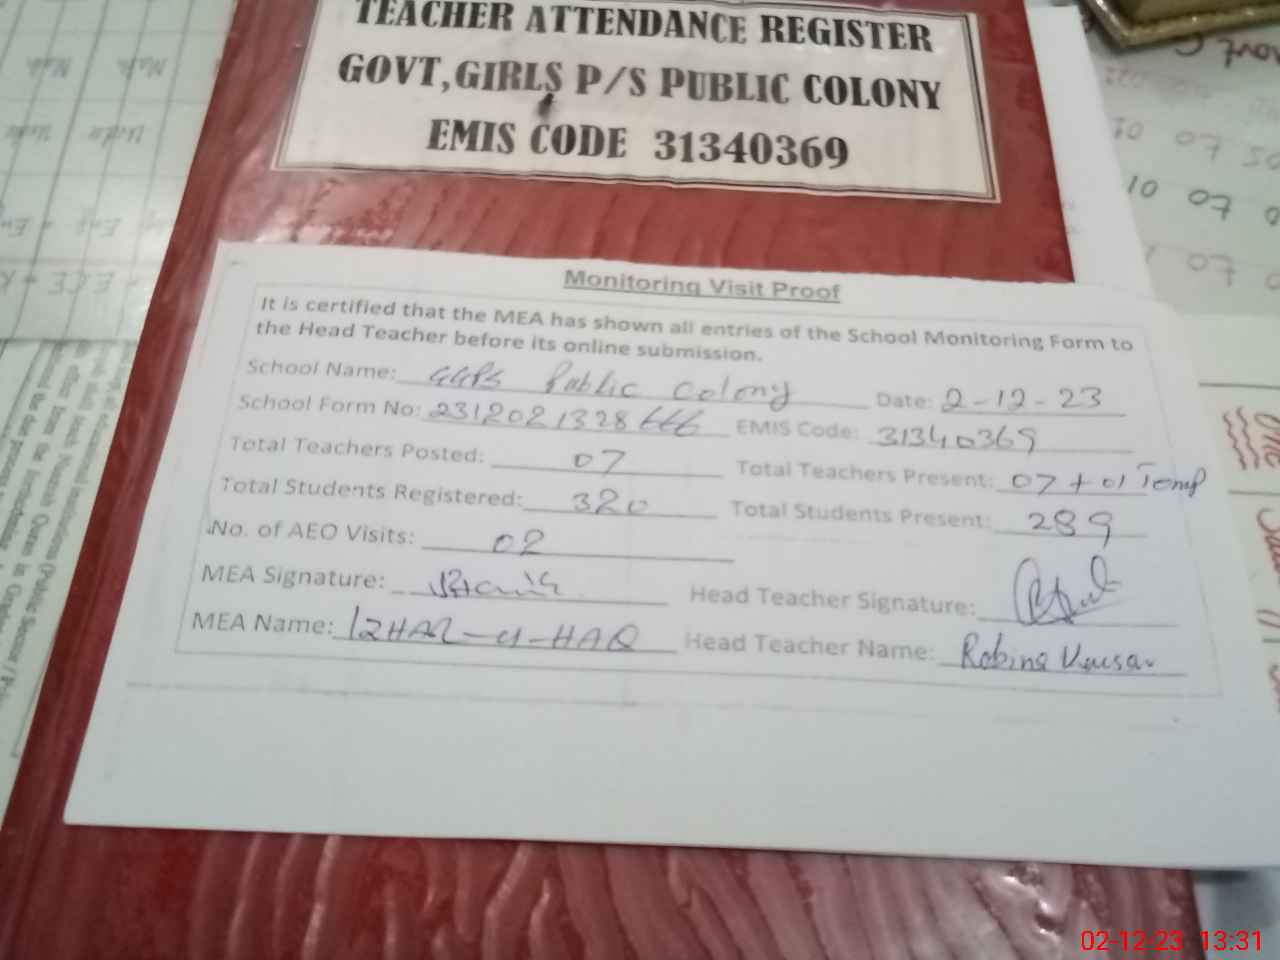 TEACHER ATTENDANCE REGISTER
GOVT,GIRLS P/S PUBLIC COLONY
EMIS CODE 31340369
Monitoring Visit Proof
It is certified that the MEA has shown all entries of the School Monitoring Form to
the Head Teacher before its online submission.
School Name: GGPS Public Colony Date: 2-12-23
School Form No: 2312021328666 EMIS Code: 31340369
Total Teachers Posted: 07 Total Teachers Present: 07 + 01 Temp
Total Students Registered: 320 Total Students Present: 289
No. of AEO Visits: 02
MEA Signature: Head Teacher Signature:
MEA Name: IZHAR-ul-HAQ Head Teacher Name: Robina Kausar
02-12-23 13:31